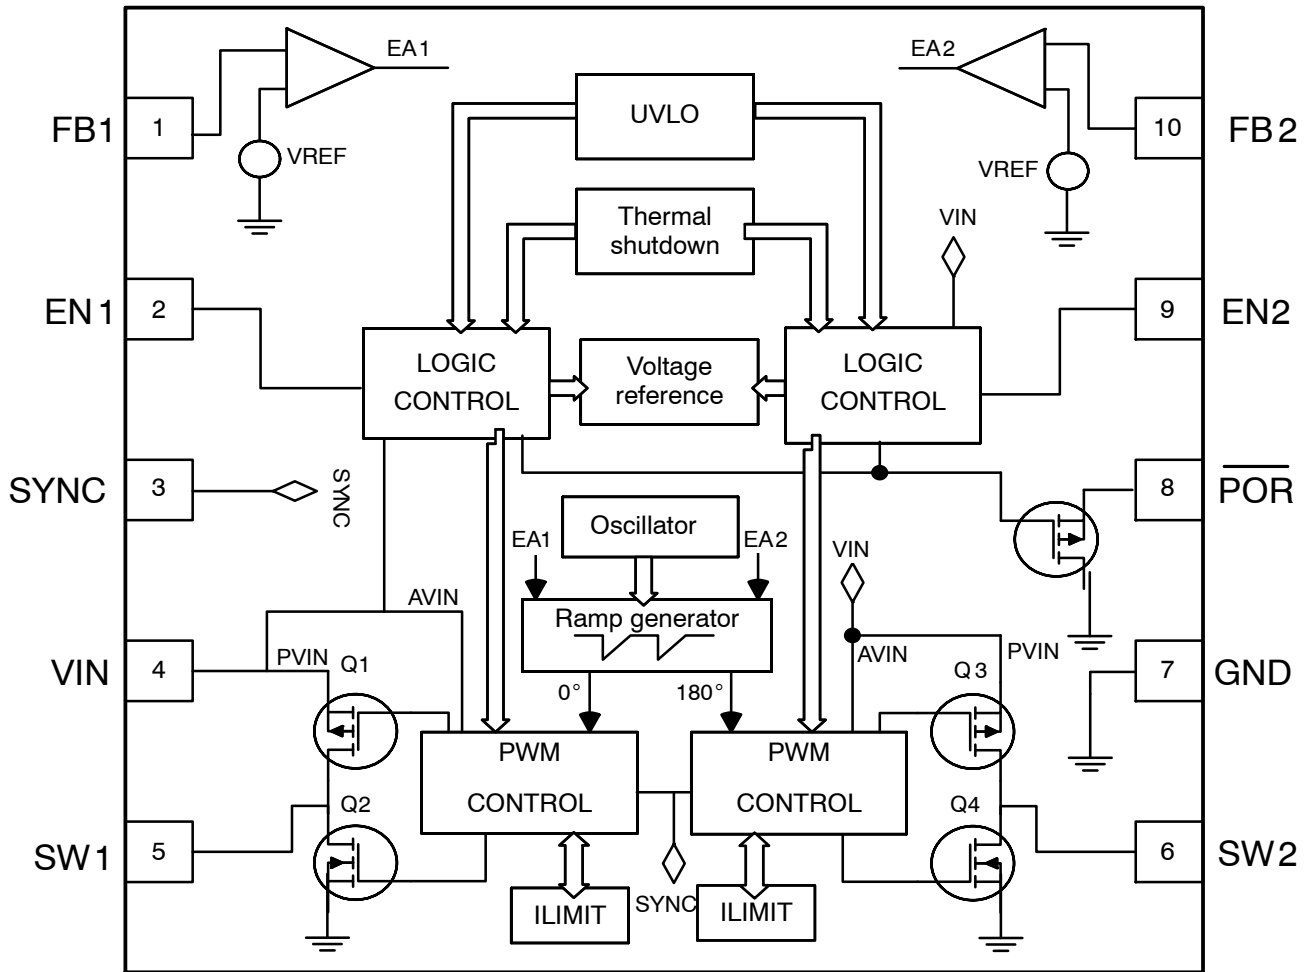 EA1
EA2
FB1
1
UVLO
10
FB2
VREF
VREF
Thermal
shutdown
VIN
EN1
2
9
EN2
LOGIC
CONTROL
Voltage
reference
LOGIC
CONTROL
SYNC
3
SYNC
8
POR
Oscillator
EA1
EA2
VIN
AVIN
Ramp generator
VIN
4
PVIN
Q1
AVIN
PVIN
Q3
7
GND
0°
180°
PWM
CONTROL
PWM
CONTROL
Q2
Q4
SW1
5
6
SW2
ILIMIT
SYNC
ILIMIT